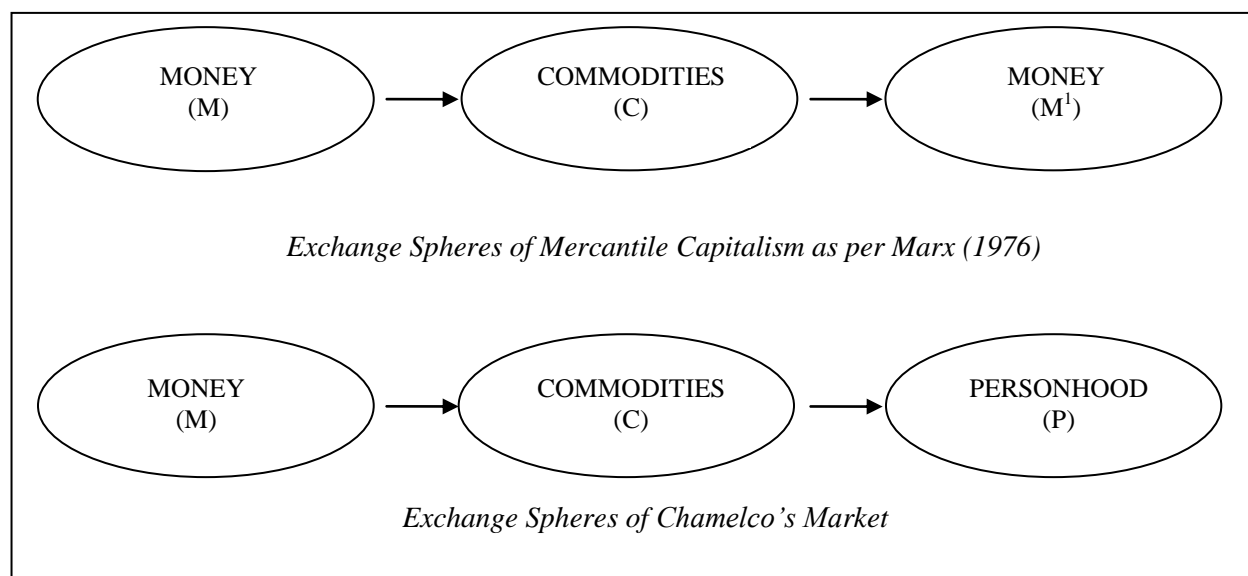 MONEY COMMODITIES MONEY
(M) (C) (M¹)
Exchange Spheres of Mercantile Capitalism as per Marx (1976)
MONEY COMMODITIES PERSONHOOD
(M) (C) (P)
Exchange Spheres of Chamelco’s Market